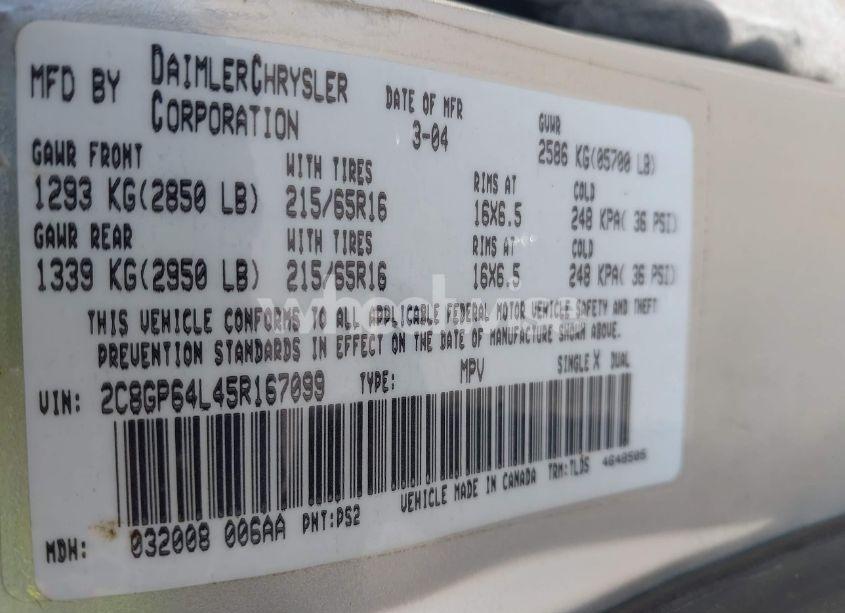 MFD BY DAIMLERCHRYSLER CORPORATION
DATE OF MFR 3-04
GVWR 2586 KG(05700 LB)
GAWR FRONT WITH TIRES RIMS AT COLD
1293 KG(2850 LB) 215/65R16 16X6.5 248 KPA( 36 PSI)
GAWR REAR WITH TIRES RIMS AT COLD
1339 KG(2950 LB) 215/65R16 16X6.5 248 KPA( 36 PSI)
THIS VEHICLE CONFORMS TO ALL APPLICABLE FEDERAL MOTOR VEHICLE SAFETY AND THEFT
PREVENTION STANDARDS IN EFFECT ON THE DATE OF MANUFACTURE SHOWN ABOVE.
VIN: 2C8GP64L45R167099 TYPE: MPV SINGLE X DUAL
MDH: 032008 006AA PNT:PS2 VEHICLE MADE IN CANADA TRM:TLDS 4648505